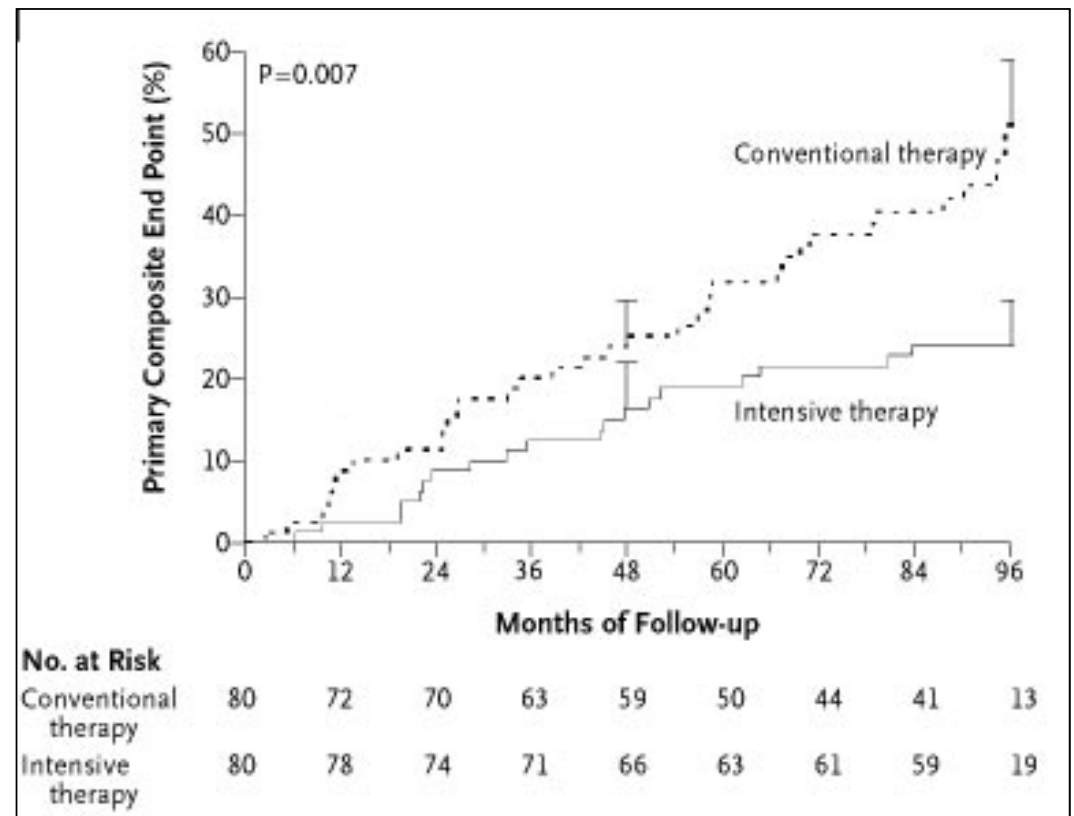 60
P=0.007
50
Conventional therapy
40
30
20
Intensive therapy
10
0
Primary Composite End Point (%)
0 12 24 36 48 60 72 84 96
Months of Follow-up
No. at Risk
Conventional 80 72 70 63 59 50 44 41 13
therapy
Intensive 80 78 74 71 66 63 61 59 19
therapy